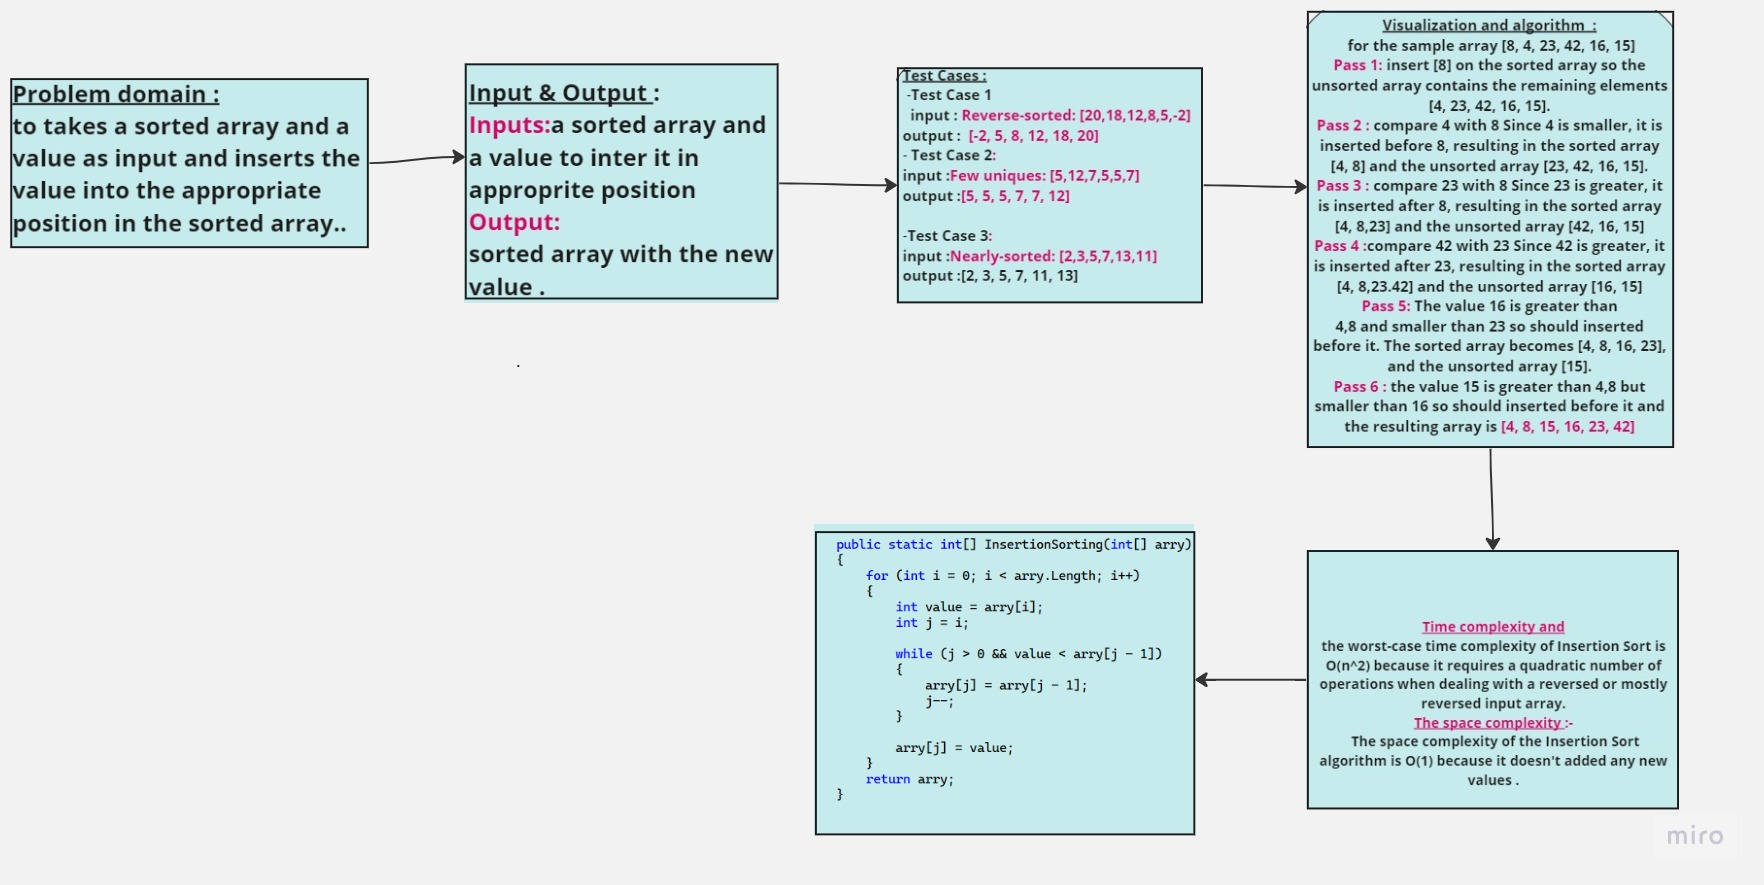 Problem domain :
to takes a sorted array and a
value as input and inserts the
value into the appropriate
position in the sorted array..
Input & Output :
Inputs:a sorted array and
a value to inter it in
approprite position
Output:
sorted array with the new
value .
Test Cases :
-Test Case 1
input : Reverse-sorted: [20,18,12,8,5,-2]
output :  [-2, 5, 8, 12, 18, 20]
- Test Case 2:
input :Few uniques: [5,12,7,5,5,7]
output :[5, 5, 5, 7, 7, 12]
-Test Case 3:
input :Nearly-sorted: [2,3,5,7,13,11]
output :[2, 3, 5, 7, 11, 13]
Visualization and algorithm  :
for the sample array [8, 4, 23, 42, 16, 15]
Pass 1: insert [8] on the sorted array so the
unsorted array contains the remaining elements
[4, 23, 42, 16, 15].
Pass 2 : compare 4 with 8 Since 4 is smaller, it is
inserted before 8, resulting in the sorted array
[4, 8] and the unsorted array [23, 42, 16, 15].
Pass 3 : compare 23 with 8 Since 23 is greater, it
is inserted after 8, resulting in the sorted array
[4, 8,23] and the unsorted array [42, 16, 15]
Pass 4 :compare 42 with 23 Since 42 is greater, it
is inserted after 23, resulting in the sorted array
[4, 8,23.42] and the unsorted array [16, 15]
Pass 5: The value 16 is greater than
4,8 and smaller than 23 so should inserted
before it. The sorted array becomes [4, 8, 16, 23],
and the unsorted array [15].
Pass 6 : the value 15 is greater than 4,8 but
smaller than 16 so should inserted before it and
the resulting array is [4, 8, 15, 16, 23, 42]
Time complexity and
the worst-case time complexity of Insertion Sort is
O(n^2) because it requires a quadratic number of
operations when dealing with a reversed or mostly
reversed input array.
The space complexity :-
The space complexity of the Insertion Sort
algorithm is O(1) because it doesn't added any new
values .
public static int[] InsertionSorting(int[] arry)
{
for (int i = 0; i < arry.Length; i++)
{
int value = arry[i];
int j = i;
while (j > 0 && value < arry[j - 1])
{
arry[j] = arry[j - 1];
j--;
}
arry[j] = value;
}
return arry;
}
.
miro